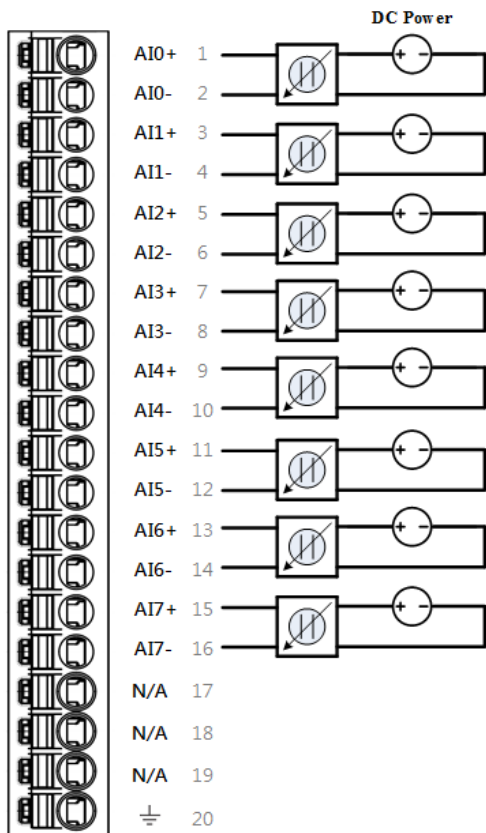 DC Power
AI0+ 1
AI0- 2
AI1+ 3
AI1- 4
AI2+ 5
AI2- 6
AI3+ 7
AI3- 8
AI4+ 9
AI4- 10
AI5+ 11
AI5- 12
AI6+ 13
AI6- 14
AI7+ 15
AI7- 16
N/A 17
N/A 18
N/A 19
20